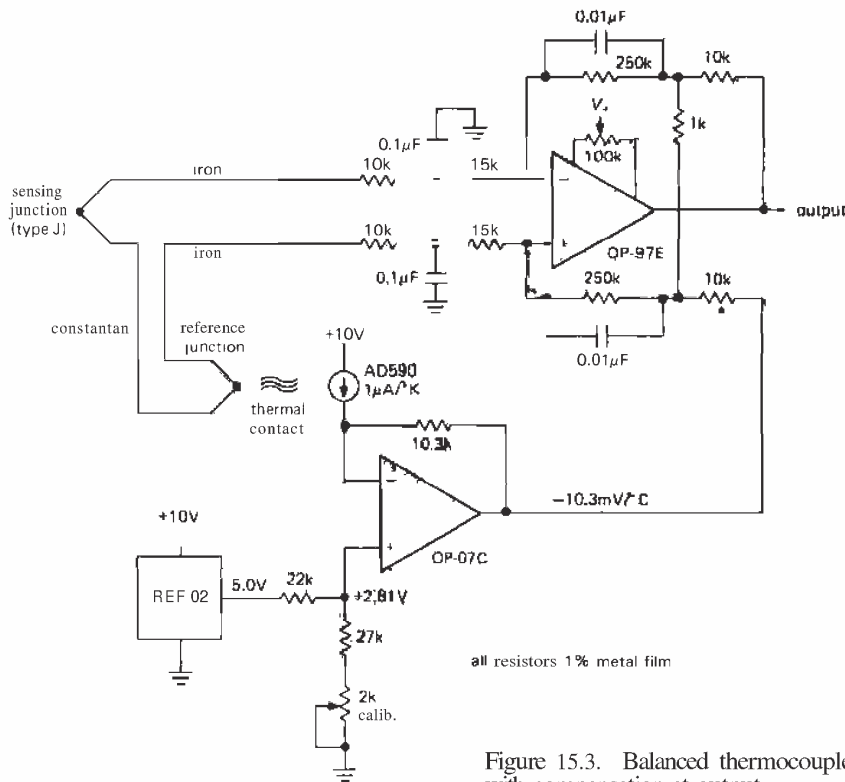 0.01µF
250k
10k
V+
100k
1k
0.1µF
10k
15k
iron
sensing
junction
(type J)
10k
15k
iron
OP-97E
output
250k
10k
0.1µF
0.01µF
constantan
reference
junction
thermal
contact
+10V
AD590
1µA/°K
10.3k
−10.3mV/°C
OP-07C
+10V
REF 02
5.0V
22k
+2.81V
27k
2k
calib.
all resistors 1% metal film
Figure 15.3. Balanced thermocouple
with compensation at output